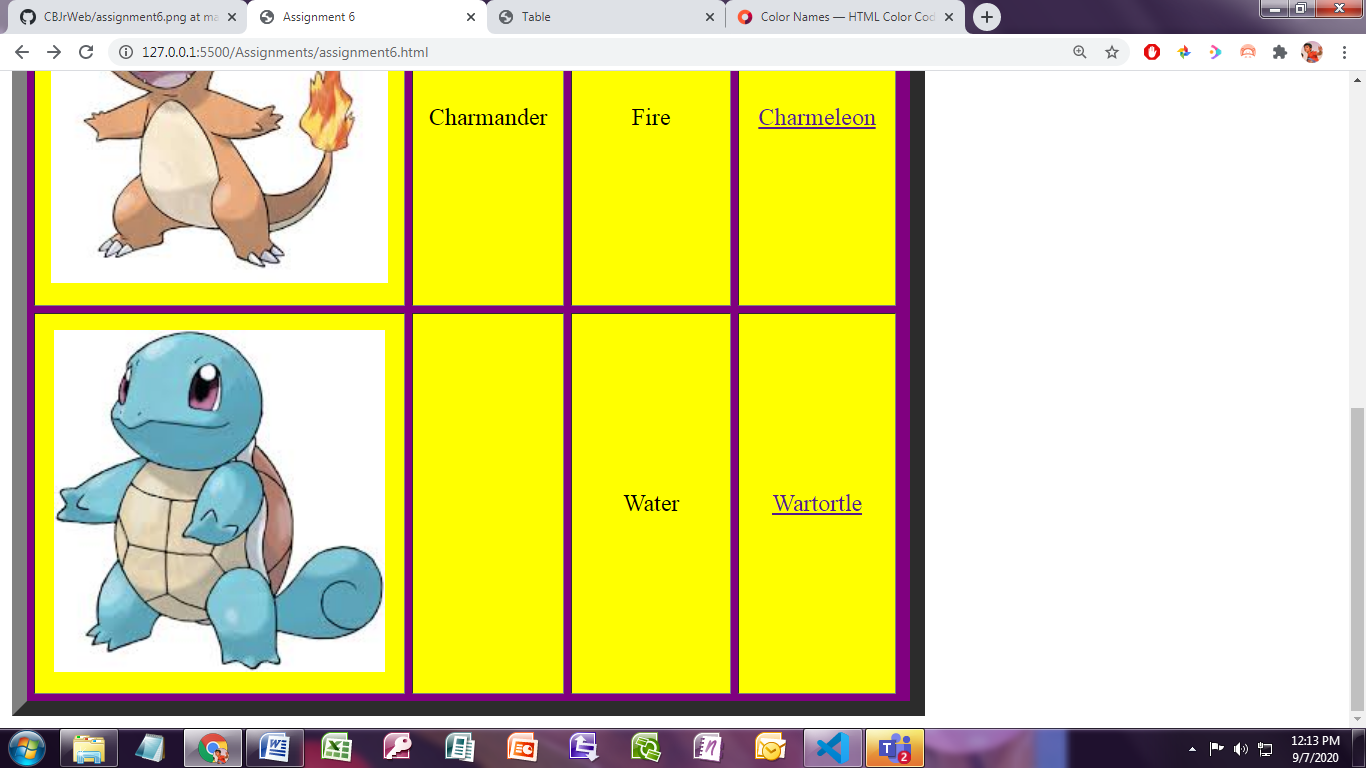 CBJrWeb/assignment6.png at ma
Assignment 6
Table
Color Names — HTML Color Cod
127.0.0.1:5500/Assignments/assignment6.html
Charmander Fire Charmeleon
Water Wartortle
2
12:13 PM
9/7/2020